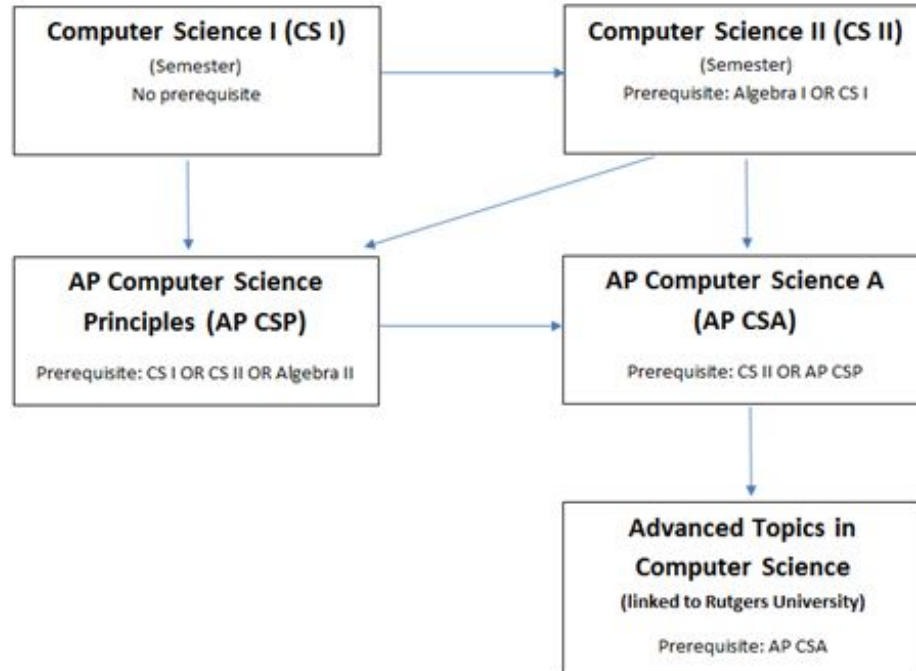 Computer Science I (CS I)
(Semester)
No prerequisite
Computer Science II (CS II)
(Semester)
Prerequisite: Algebra I OR CS I
AP Computer Science
Principles (AP CSP)
Prerequisite: CS I OR CS II OR Algebra II
AP Computer Science A
(AP CSA)
Prerequisite: CS II OR AP CSP
Advanced Topics in
Computer Science
(linked to Rutgers University)
Prerequisite: AP CSA